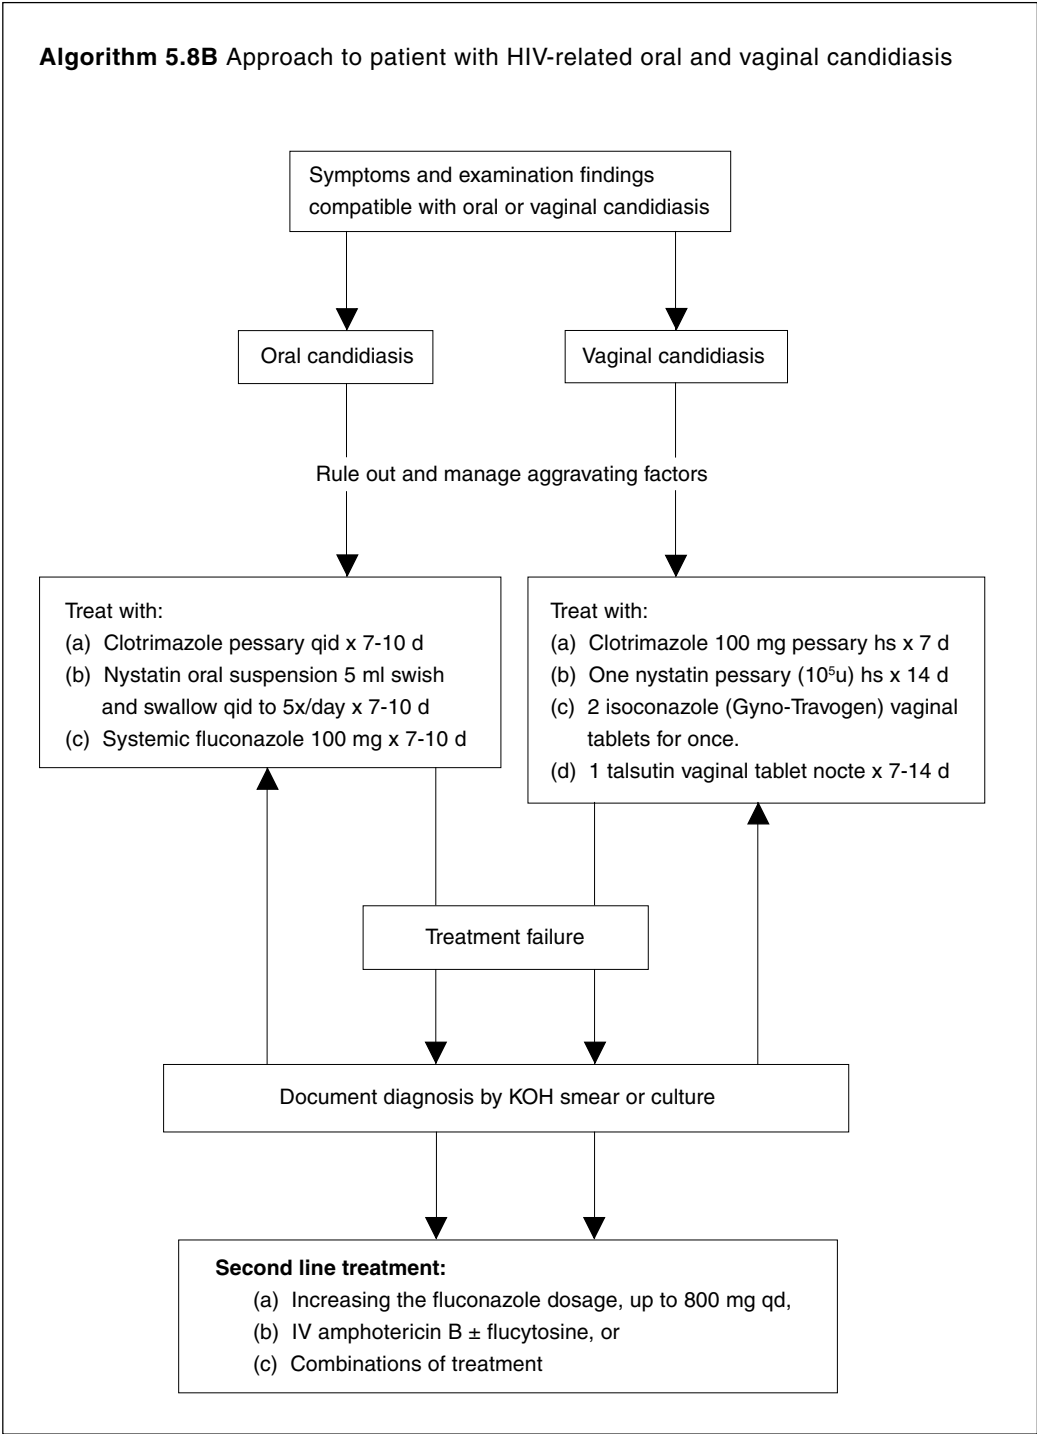 Algorithm 5.8B Approach to patient with HIV-related oral and vaginal candidiasis
Symptoms and examination findings
compatible with oral or vaginal candidiasis
Oral candidiasis
Vaginal candidiasis
Rule out and manage aggravating factors
Treat with:
(a) Clotrimazole pessary qid x 7-10 d
(b) Nystatin oral suspension 5 ml swish
and swallow qid to 5x/day x 7-10 d
(c) Systemic fluconazole 100 mg x 7-10 d
Treat with:
(a) Clotrimazole 100 mg pessary hs x 7 d
(b) One nystatin pessary (10⁵u) hs x 14 d
(c) 2 isoconazole (Gyno-Travogen) vaginal
tablets for once.
(d) 1 talsutin vaginal tablet nocte x 7-14 d
Treatment failure
Document diagnosis by KOH smear or culture
Second line treatment:
(a) Increasing the fluconazole dosage, up to 800 mg qd,
(b) IV amphotericin B ± flucytosine, or
(c) Combinations of treatment